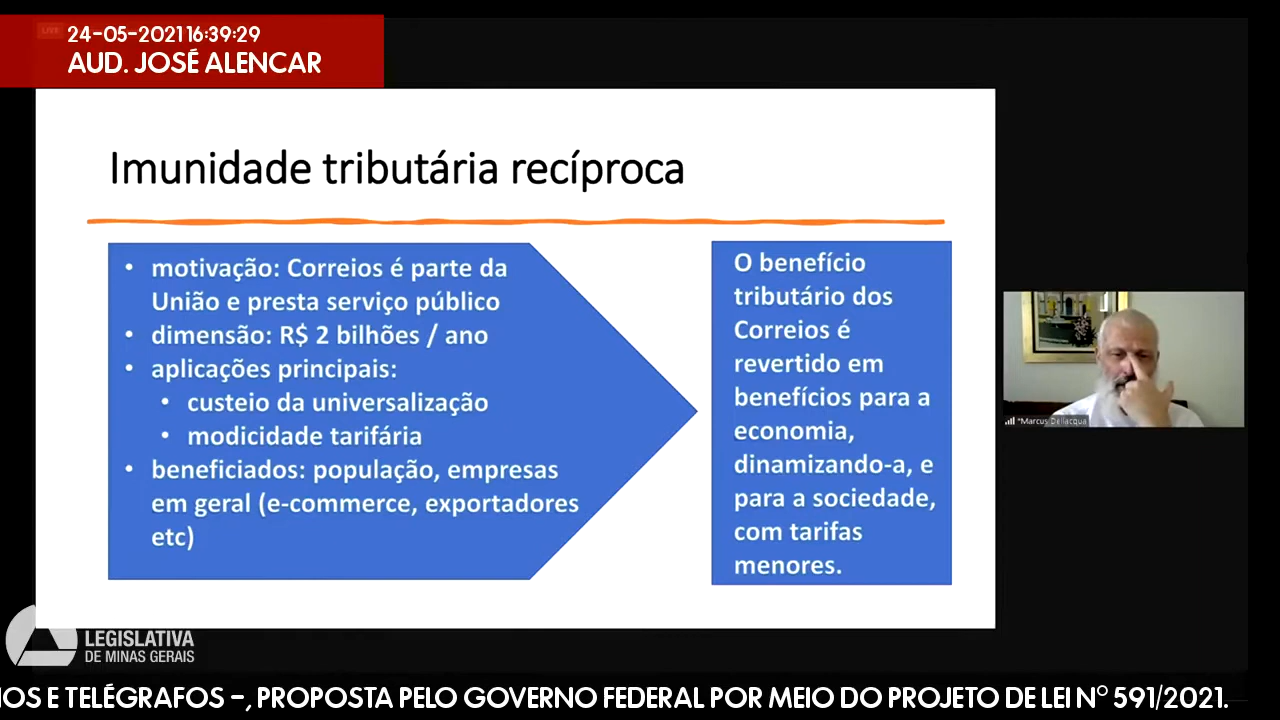 LIVE
24-05-2021 16:39:29
AUD. JOSÉ ALENCAR
Imunidade tributária recíproca
• motivação: Correios é parte da
União e presta serviço público
• dimensão: R$ 2 bilhões / ano
• aplicações principais:
• custeio da universalização
• modicidade tarifária
• beneficiados: população, empresas
em geral (e-commerce, exportadores
etc)
O benefício
tributário dos
Correios é
revertido em
benefícios para a
economia,
dinamizando-a, e
para a sociedade,
com tarifas
menores.
*Marcus Dellacqua
LEGISLATIVA
DE MINAS GERAIS
IOS E TELÉGRAFOS –, PROPOSTA PELO GOVERNO FEDERAL POR MEIO DO PROJETO DE LEI N° 591/2021.